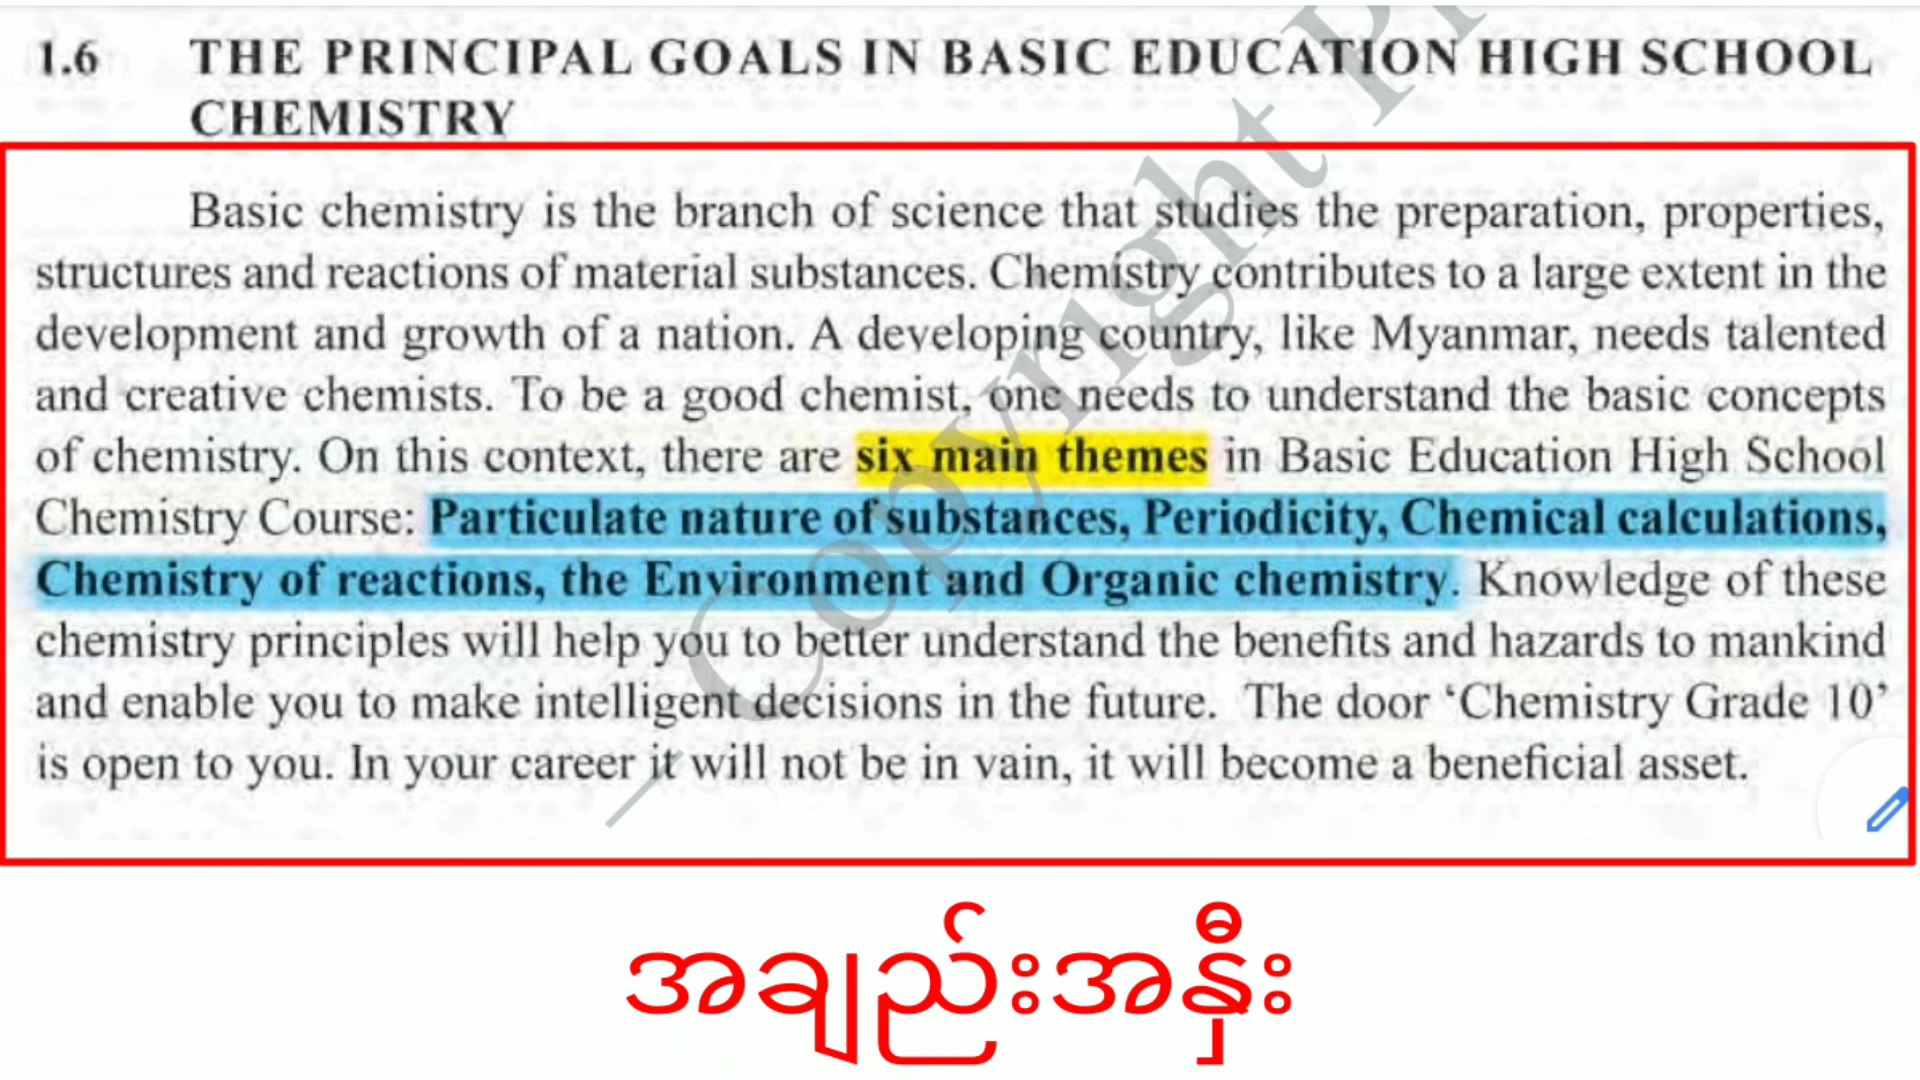 1.6 THE PRINCIPAL GOALS IN BASIC EDUCATION HIGH SCHOOL
CHEMISTRY
Basic chemistry is the branch of science that studies the preparation, properties,
structures and reactions of material substances. Chemistry contributes to a large extent in the
development and growth of a nation. A developing country, like Myanmar, needs talented
and creative chemists. To be a good chemist, one needs to understand the basic concepts
of chemistry. On this context, there are six main themes in Basic Education High School
Chemistry Course: Particulate nature of substances, Periodicity, Chemical calculations,
Chemistry of reactions, the Environment and Organic chemistry. Knowledge of these
chemistry principles will help you to better understand the benefits and hazards to mankind
and enable you to make intelligent decisions in the future. The door ‘Chemistry Grade 10’
is open to you. In your career it will not be in vain, it will become a beneficial asset.
Copyright
အချည်းအနှီး